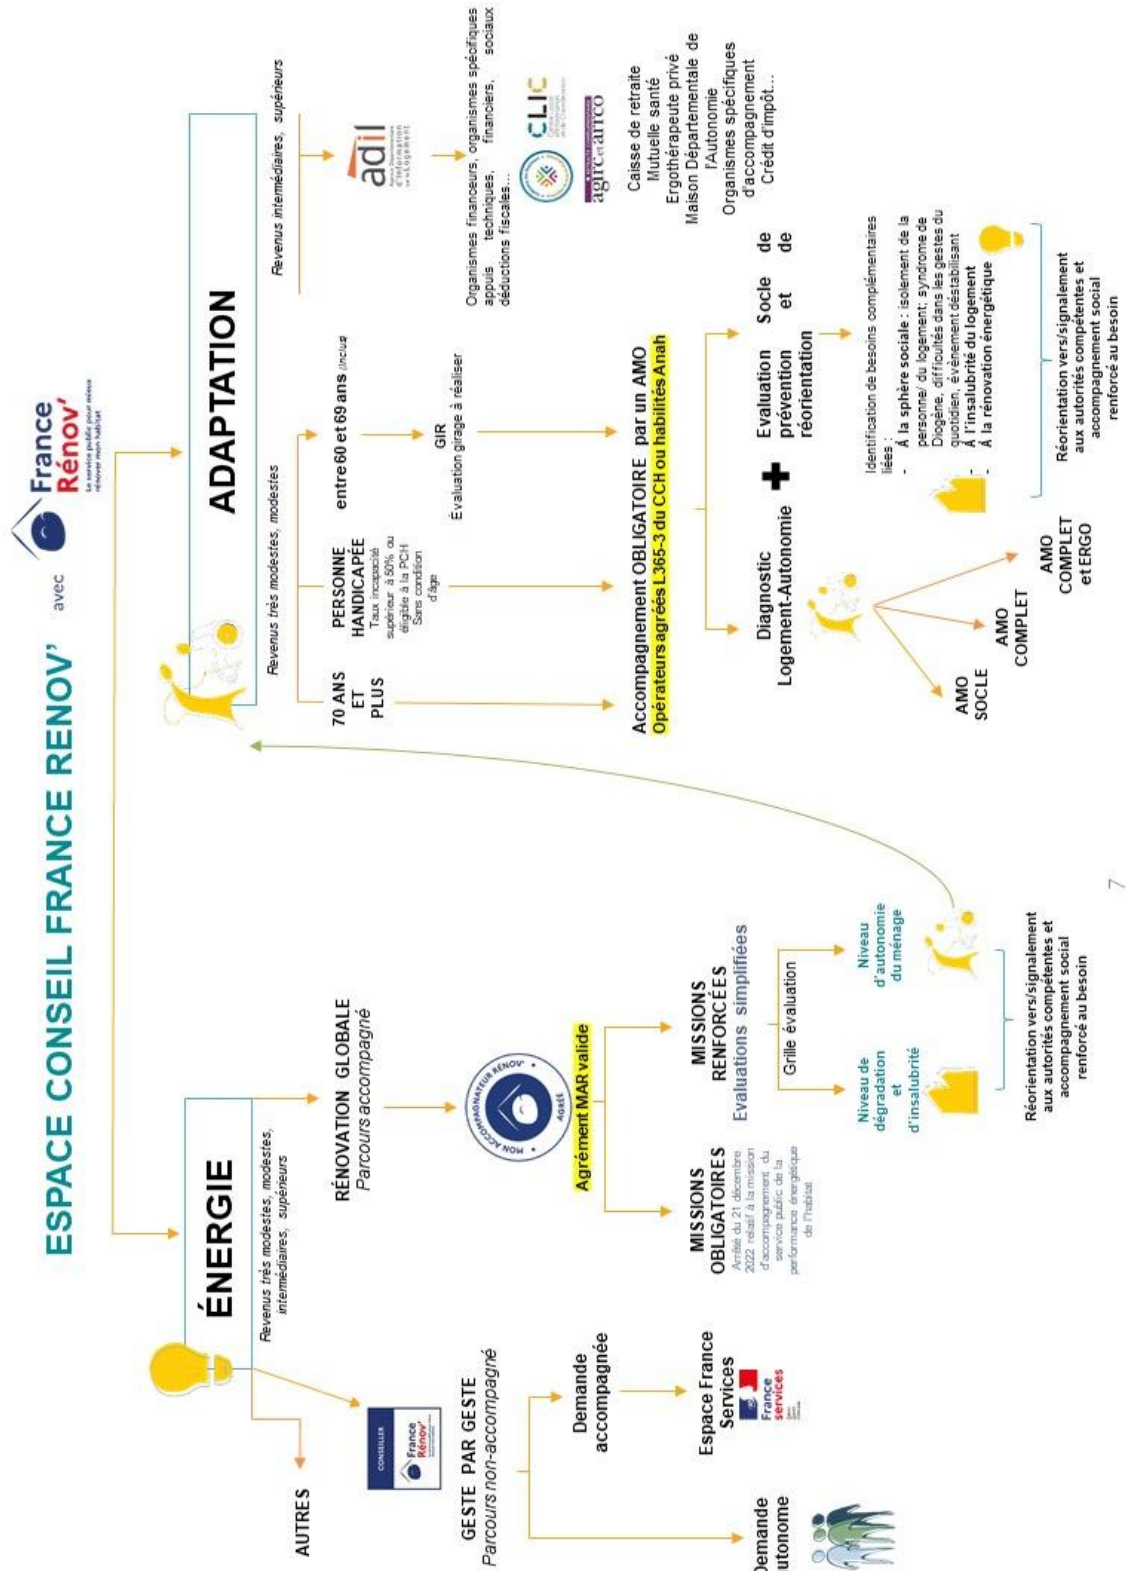 ESPACE CONSEIL FRANCE RENOV’
avec
France
Rénov’
Le service public pour mieux
rénover mon habitat
ÉNERGIE
Revenus très modestes, modestes,
intermédiaires, supérieurs
AUTRES
CONSEILLER
France
Rénov’
GESTE PAR GESTE
Parcours non-accompagné
Demande
autonome
Demande
accompagnée
Espace France
Services
France
services
RÉNOVATION GLOBALE
Parcours accompagné
MON ACCOMPAGNATEUR RÉNOV’
AGRÉÉ
Agrément MAR valide
MISSIONS
OBLIGATOIRES
Arrêté du 21 décembre
2022 relatif à la mission
d’accompagnement du
service public de la
performance énergétique
de l’habitat
MISSIONS
RENFORCÉES
Evaluations simplifiées
Grille évaluation
Niveau de
dégradation
et
d’insalubrité
Niveau
d’autonomie
du ménage
Réorientation vers/signalement
aux autorités compétentes et
accompagnement social
renforcé au besoin
ADAPTATION
Revenus très modestes, modestes
70 ANS
ET
PLUS
PERSONNE
HANDICAPÉE
Taux incapacité
supérieur à 50% ou
éligible à la PCH
Sans condition
d’âge
entre 60 et 69 ans (inclus)
GIR
Évaluation girage à réaliser
Accompagnement OBLIGATOIRE par un AMO
Opérateurs agréés L365-3 du CCH ou habilités Anah
Diagnostic
Logement-Autonomie
AMO
SOCLE
AMO
COMPLET
AMO
COMPLET
et ERGO
Evaluation Socle de
prévention et de
réorientation
Identification de besoins complémentaires
liées :
- À la sphère sociale : isolement de la
personne/ du logement; syndrome de
Diogène, difficultés dans les gestes du
quotidien, évènement déstabilisant
- À l’insalubrité du logement
- À la rénovation énergétique
Réorientation vers/signalement
aux autorités compétentes et
accompagnement social
renforcé au besoin
Revenus intermédiaires, supérieurs
adil
Agence Départementale
d’Information
sur le Logement
Organismes financeurs, organismes spécifiques
appuis techniques, financiers, sociaux
déductions fiscales...
CLIC
agirc et arrco
Caisse de retraite
Mutuelle santé
Ergothérapeute privé
Maison Départementale de
l’Autonomie
Organismes spécifiques
d’accompagnement
Crédit d’impôt...
7